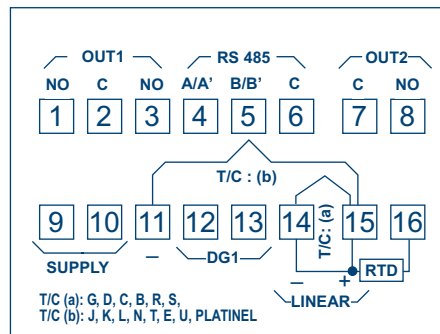 OUT1 RS 485 OUT2
NO C NO A/A' B/B' C C NO
1 2 3 4 5 6 7 8
T/C : (b)
9 10 11 12 13 14 15 16
T/C: (a)
SUPPLY – DG1 – + RTD
LINEAR
T/C (a): G, D, C, B, R, S,
T/C (b): J, K, L, N, T, E, U, PLATINEL